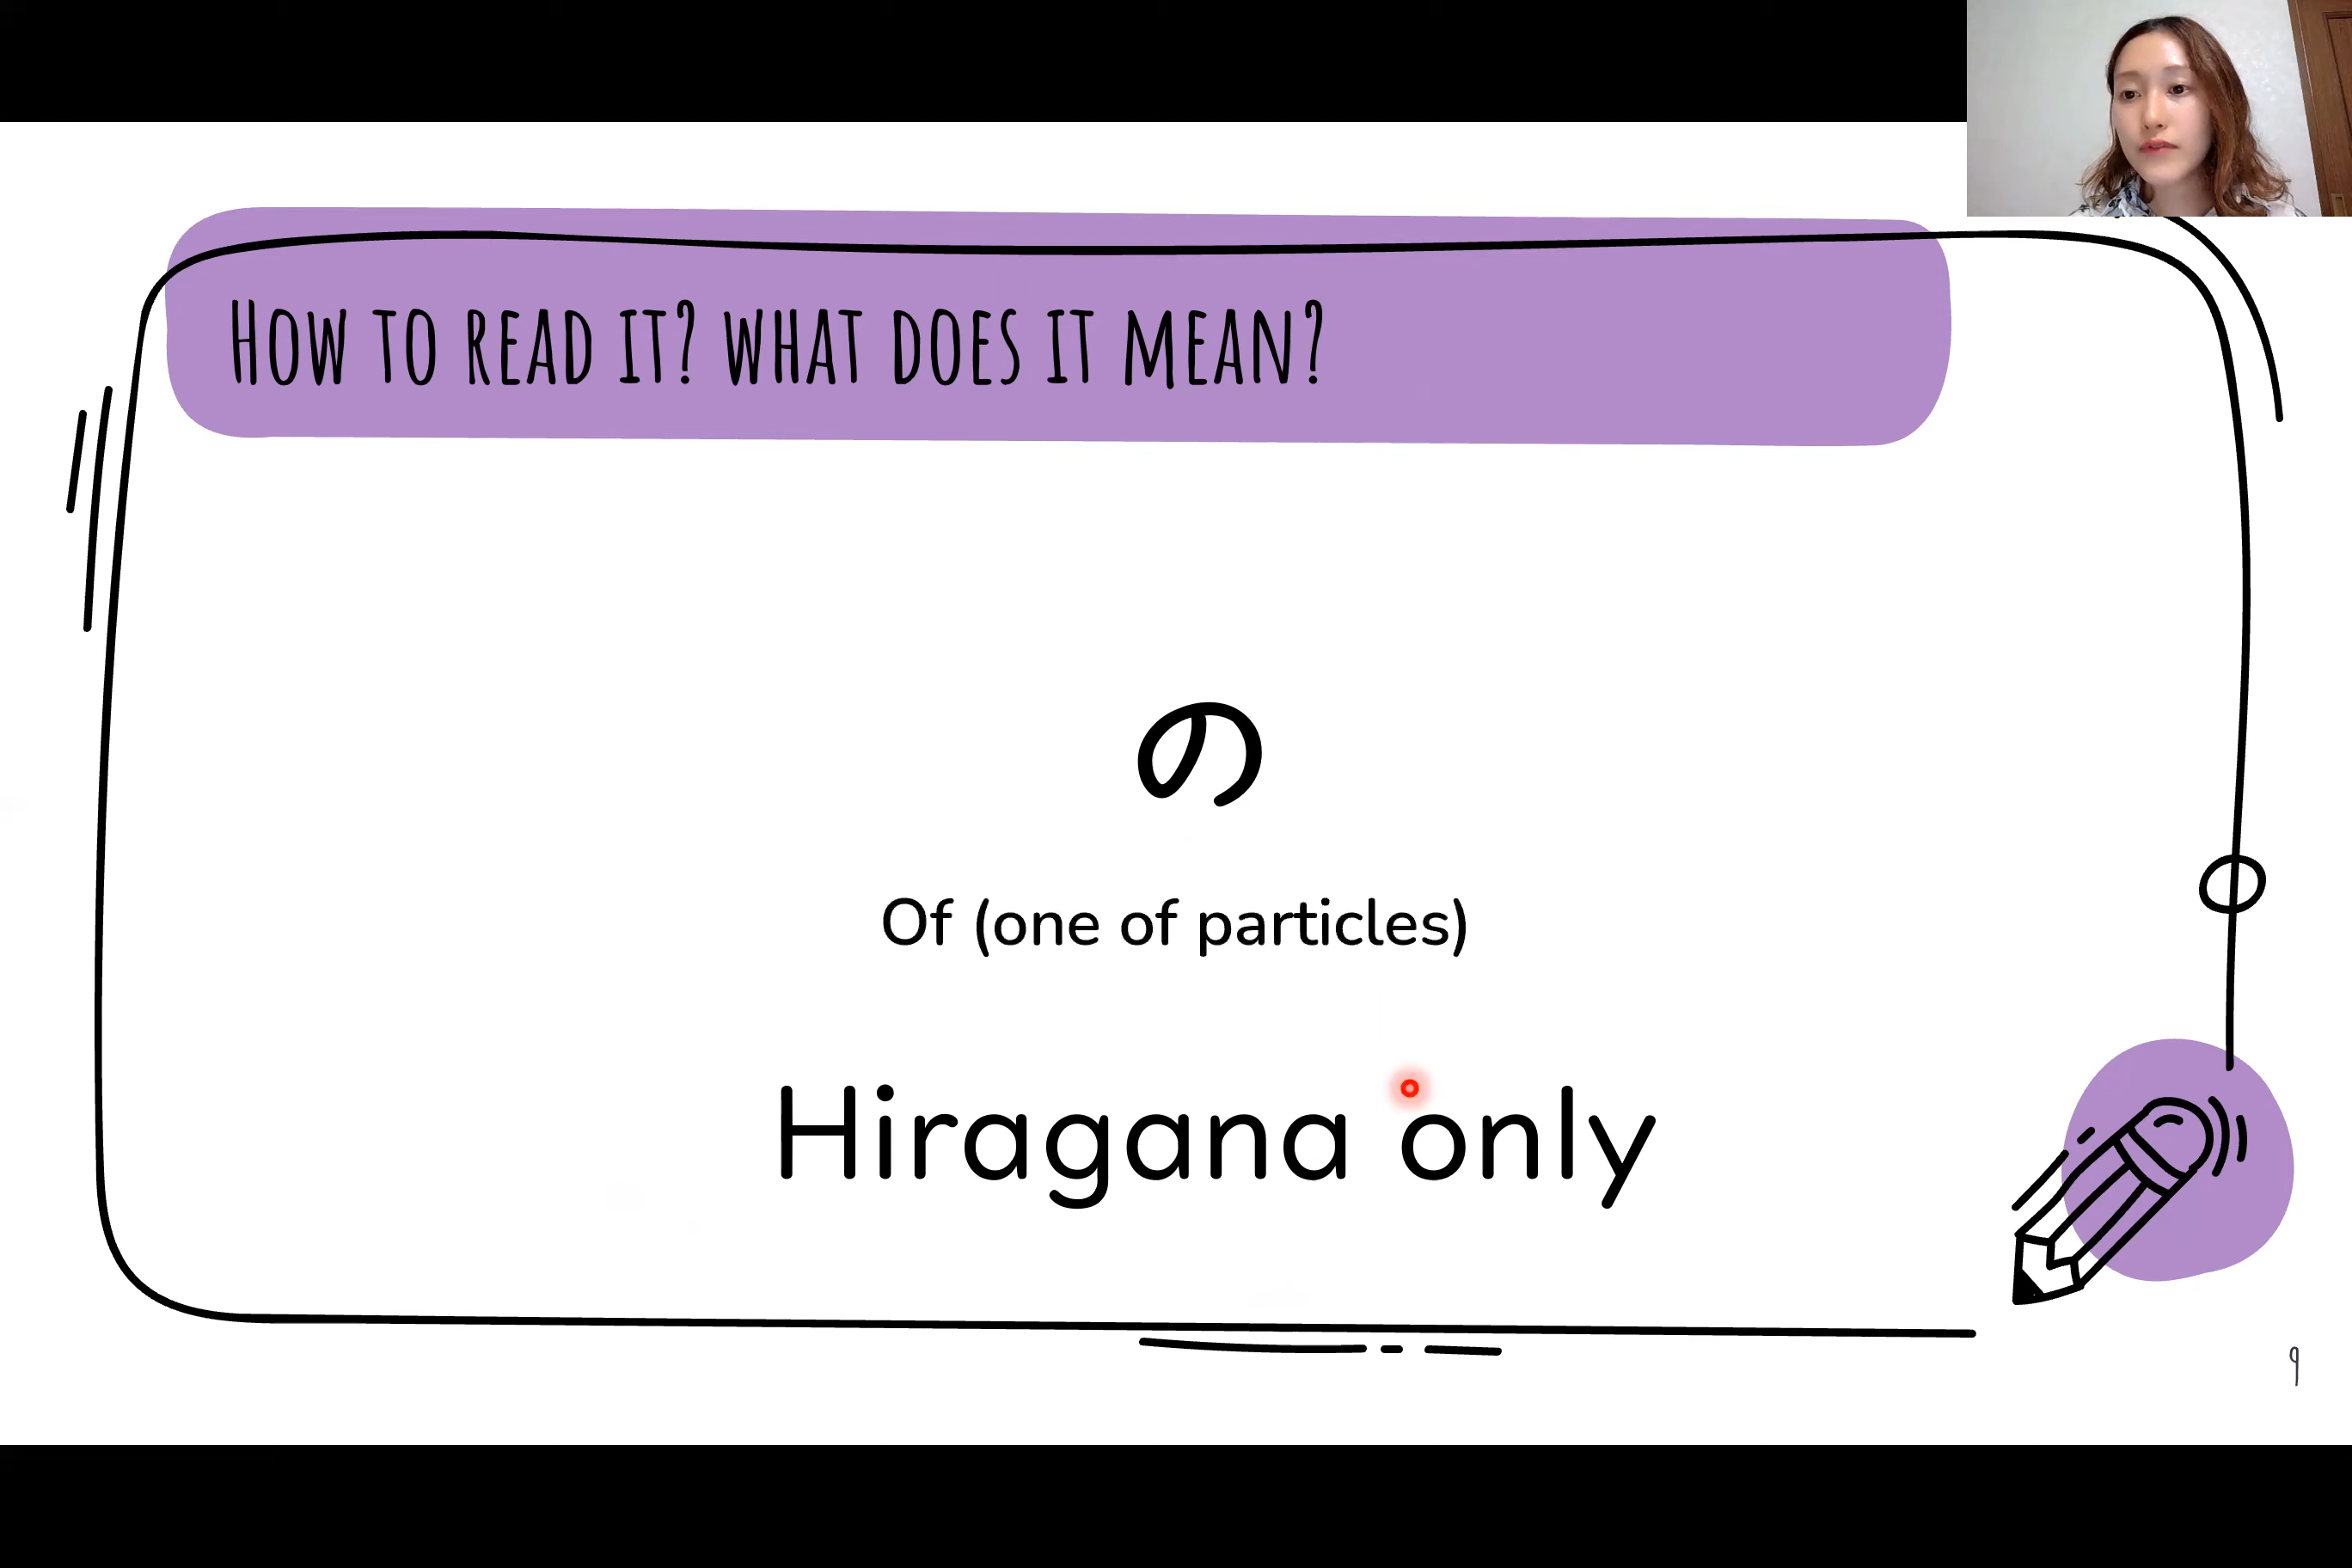 How to read it? what does it mean?
の
Of (one of particles)
Hiragana only
9